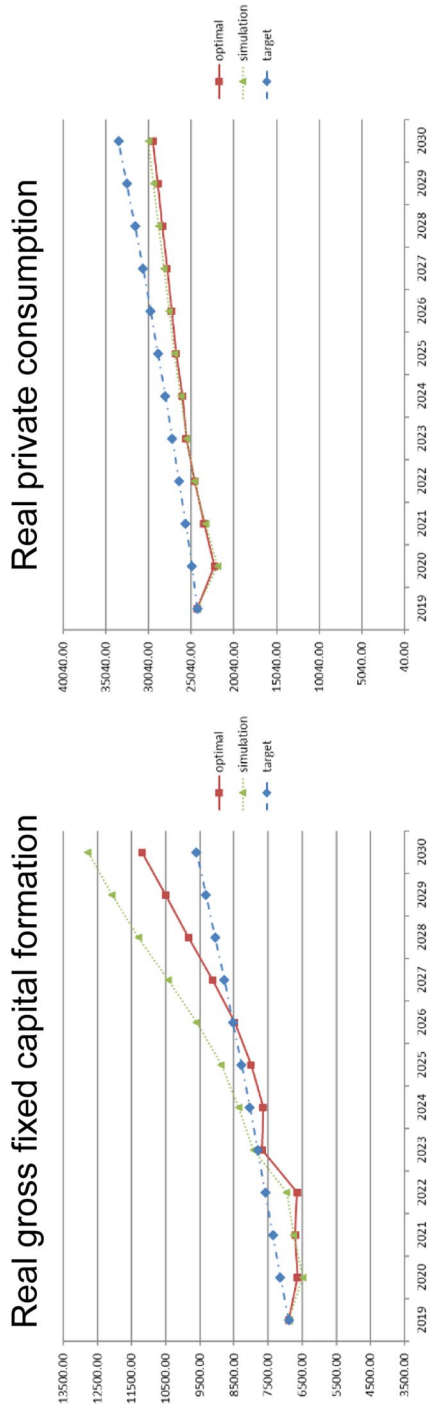 Real gross fixed capital formation
13500.00
12500.00
11500.00
10500.00
9500.00
8500.00
7500.00
6500.00
5500.00
4500.00
3500.00
2019 2020 2021 2022 2023 2024 2025 2026 2027 2028 2029 2030
optimal
simulation
target
Real private consumption
40040.00
35040.00
30040.00
25040.00
20040.00
15040.00
10040.00
5040.00
40.00
2019 2020 2021 2022 2023 2024 2025 2026 2027 2028 2029 2030
optimal
simulation
target